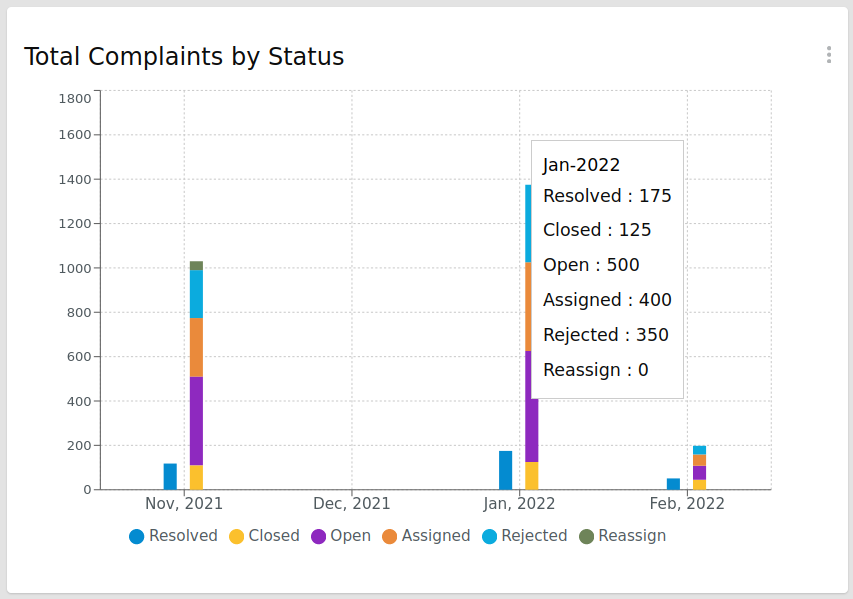 Total Complaints by Status
1800
1600
1400
1200
1000
800
600
400
200
0
Jan-2022
Resolved : 175
Closed : 125
Open : 500
Assigned : 400
Rejected : 350
Reassign : 0
Nov, 2021 Dec, 2021 Jan, 2022 Feb, 2022
Resolved Closed Open Assigned Rejected Reassign